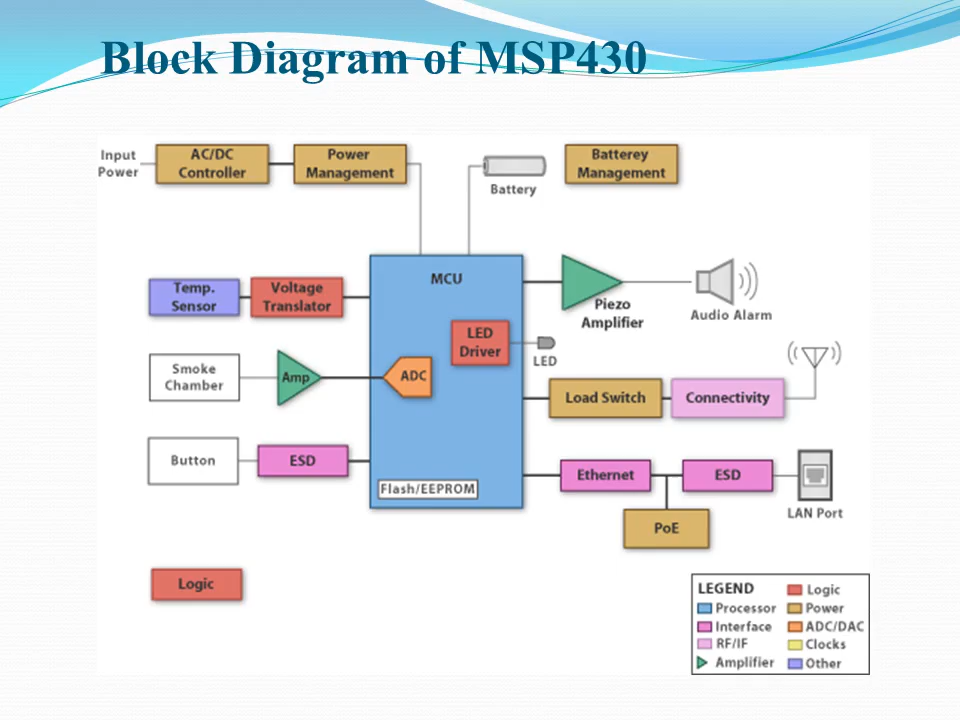 Block Diagram of MSP430
Input
Power
AC/DC
Controller
Power
Management
Battery
Batterey
Management
MCU
Temp.
Sensor
Voltage
Translator
Piezo
Amplifier
Audio Alarm
LED
Driver
LED
Smoke
Chamber
Amp
ADC
Load Switch
Connectivity
Button
ESD
Flash/EEPROM
Ethernet
ESD
LAN Port
PoE
Logic
LEGEND
Processor
Interface
RF/IF
Amplifier
Logic
Power
ADC/DAC
Clocks
Other